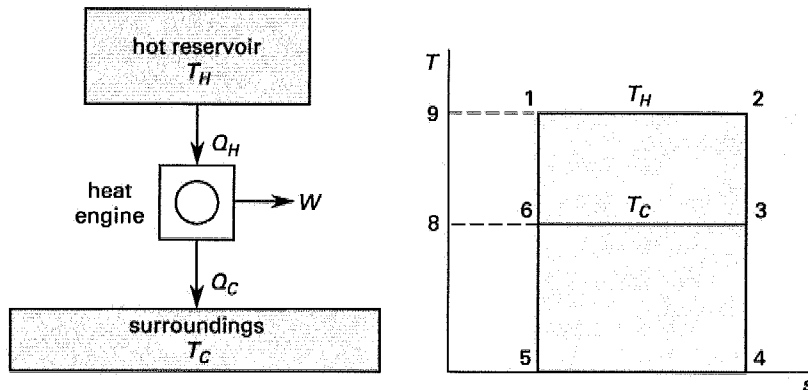 hot reservoir
T_H
Q_H
heat
engine
W
Q_C
surroundings
T_C
T
9
1
T_H
2
8
6
T_C
3
5
4
s